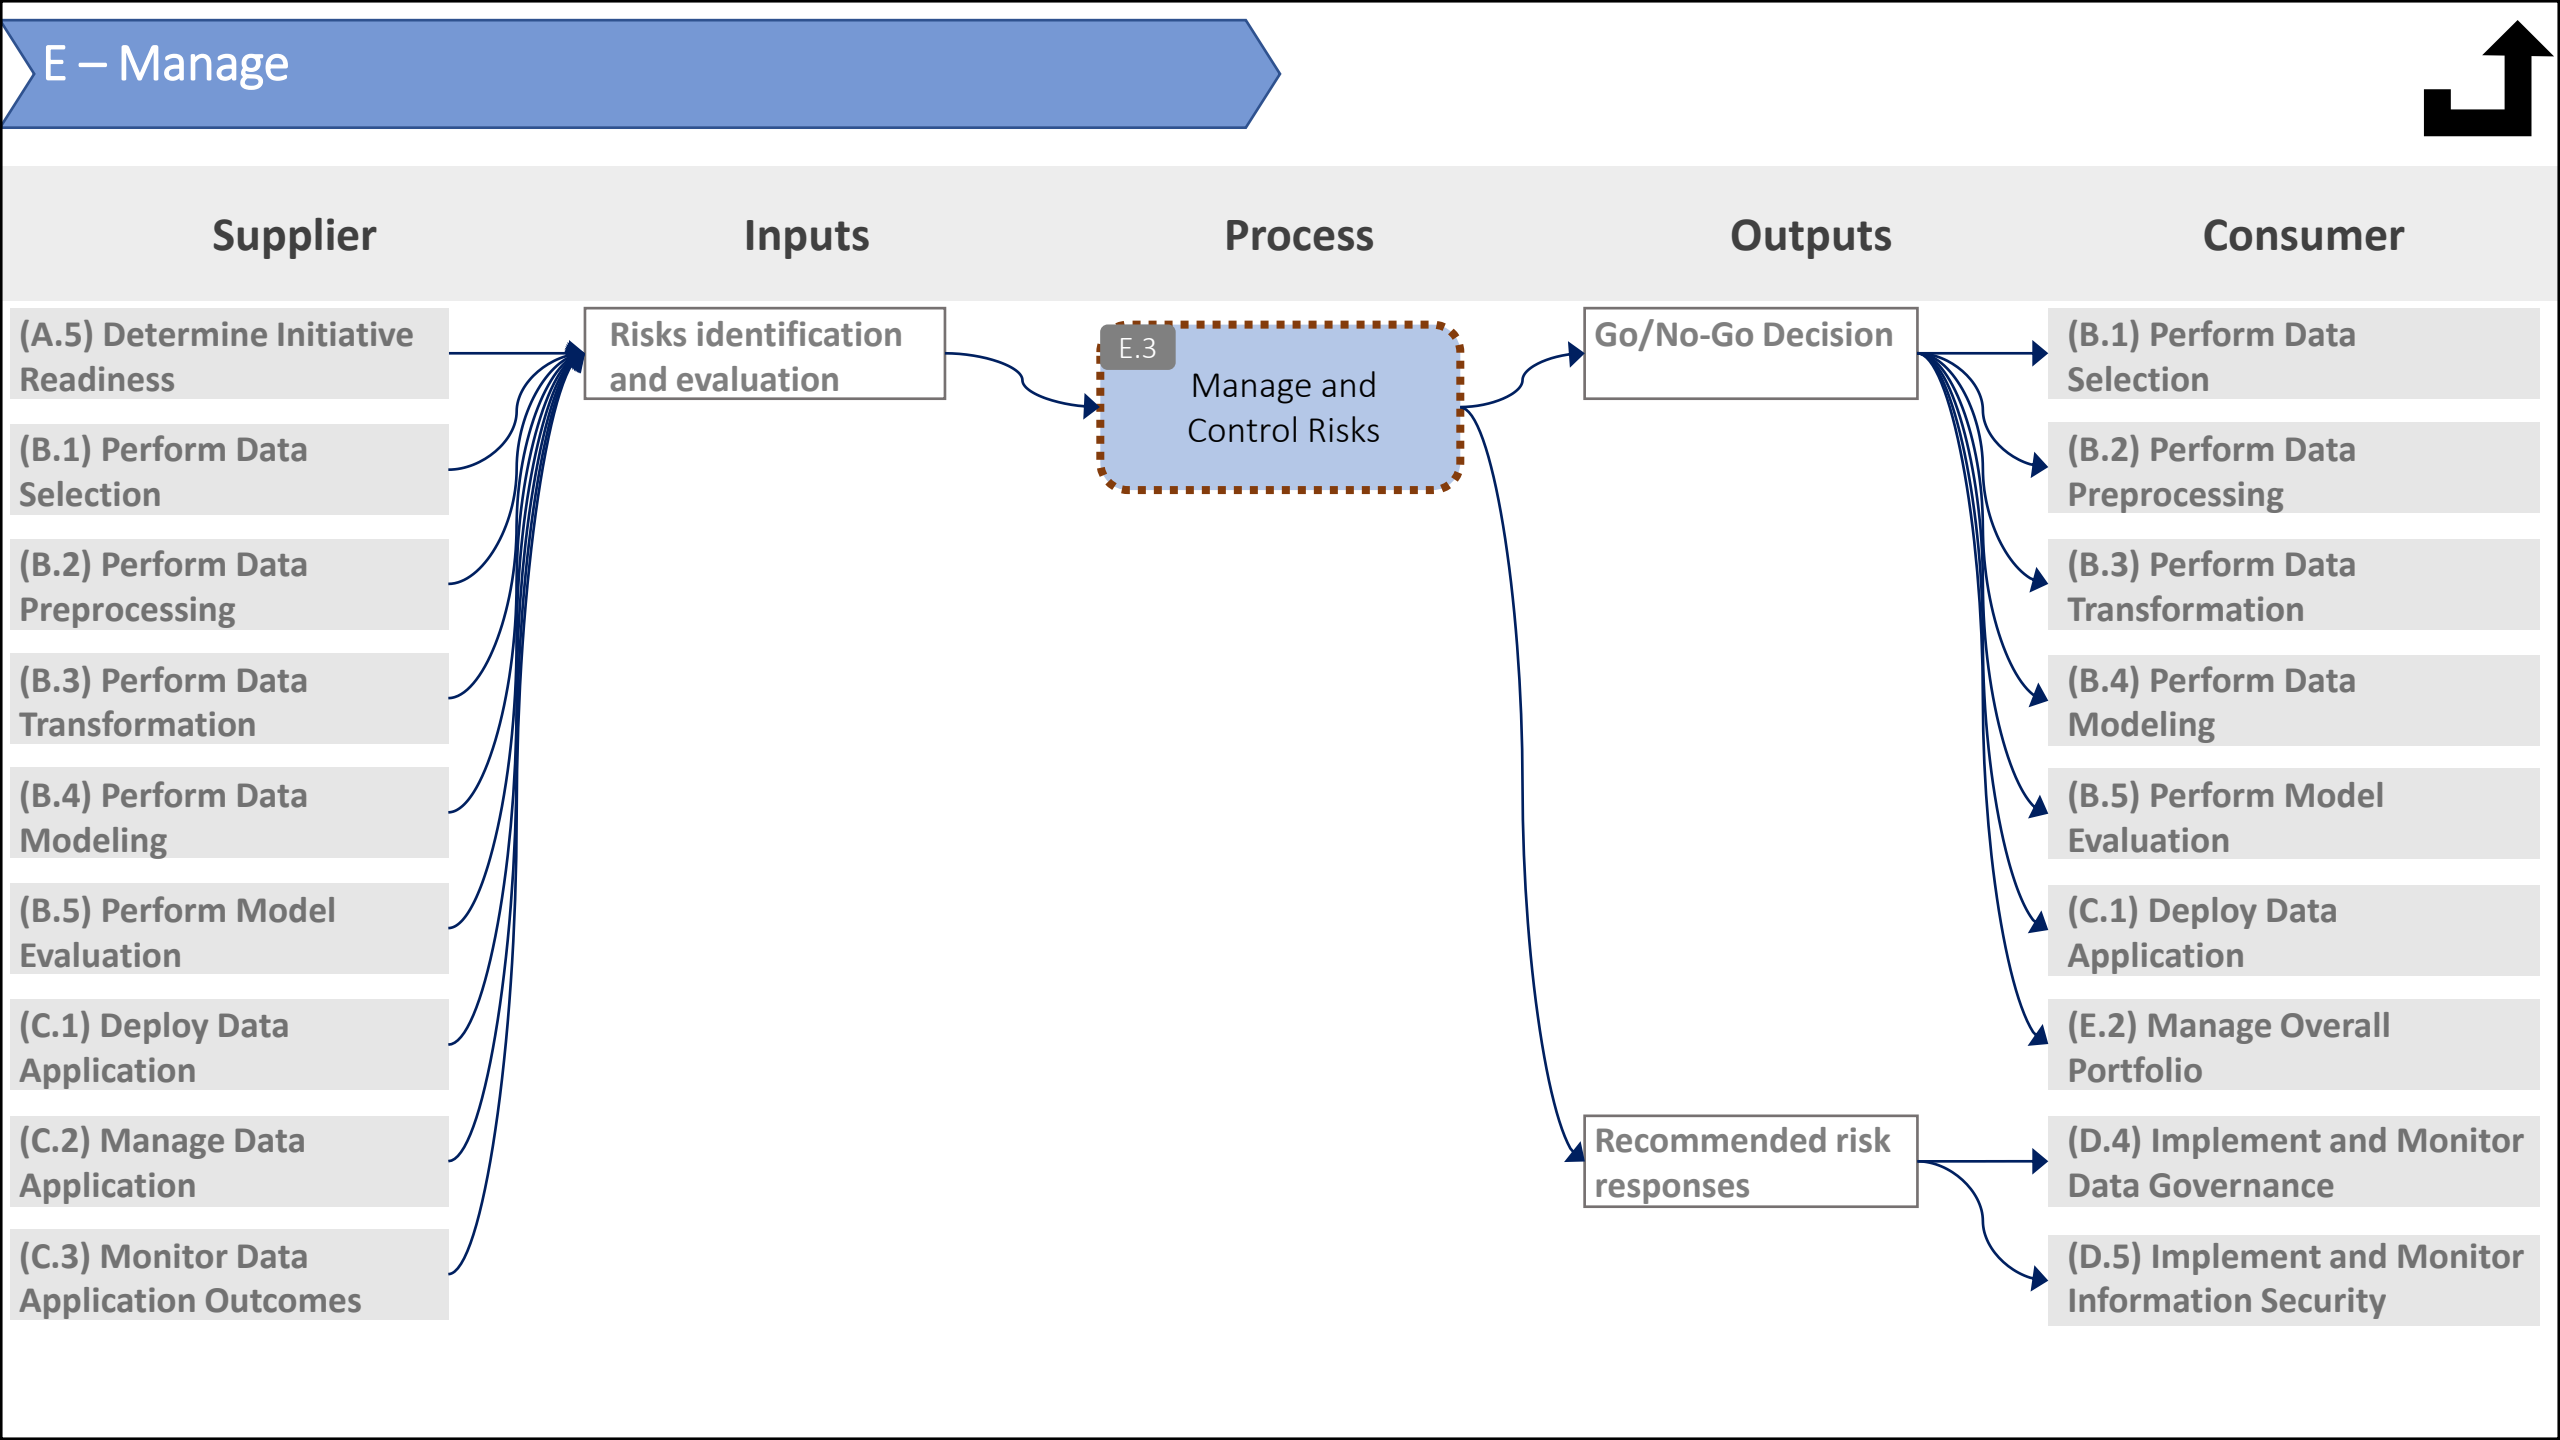 E – Manage
Supplier
Inputs
Process
Outputs
Consumer
(A.5) Determine Initiative
Readiness
(B.1) Perform Data
Selection
(B.2) Perform Data
Preprocessing
(B.3) Perform Data
Transformation
(B.4) Perform Data
Modeling
(B.5) Perform Model
Evaluation
(C.1) Deploy Data
Application
(C.2) Manage Data
Application
(C.3) Monitor Data
Application Outcomes
Risks identification
and evaluation
E.3
Manage and
Control Risks
Go/No-Go Decision
Recommended risk
responses
(B.1) Perform Data
Selection
(B.2) Perform Data
Preprocessing
(B.3) Perform Data
Transformation
(B.4) Perform Data
Modeling
(B.5) Perform Model
Evaluation
(C.1) Deploy Data
Application
(E.2) Manage Overall
Portfolio
(D.4) Implement and Monitor
Data Governance
(D.5) Implement and Monitor
Information Security